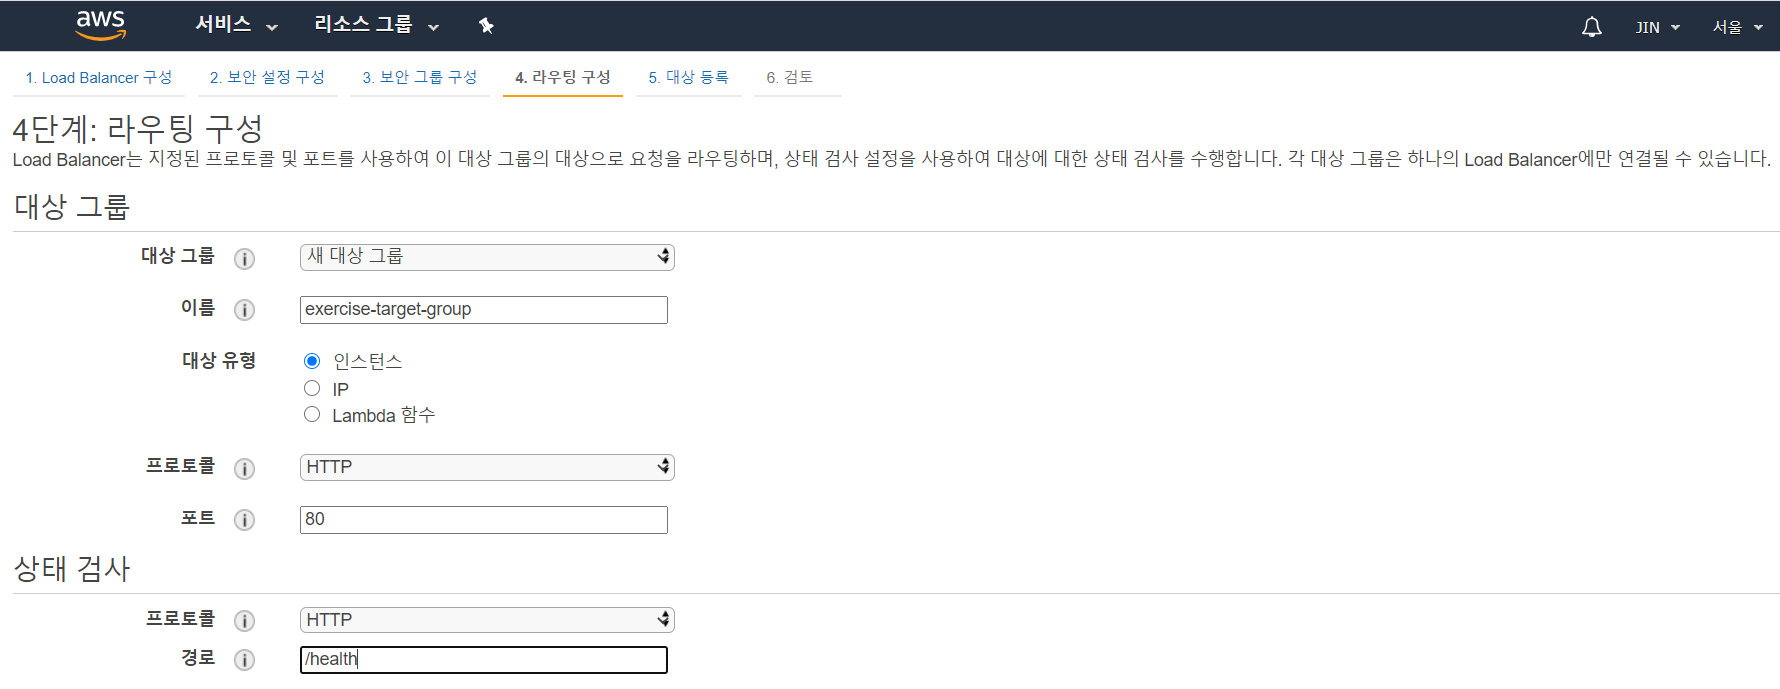 aws 서비스 리소스 그룹 JIN 서울
1. Load Balancer 구성 2. 보안 설정 구성 3. 보안 그룹 구성 4. 라우팅 구성 5. 대상 등록 6. 검토
4단계: 라우팅 구성
Load Balancer는 지정된 프로토콜 및 포트를 사용하여 이 대상 그룹의 대상으로 요청을 라우팅하며, 상태 검사 설정을 사용하여 대상에 대한 상태 검사를 수행합니다. 각 대상 그룹은 하나의 Load Balancer에만 연결될 수 있습니다.
대상 그룹
대상 그룹 i 새 대상 그룹
이름 i exercise-target-group
대상 유형 인스턴스
IP
Lambda 함수
프로토콜 i HTTP
포트 i 80
상태 검사
프로토콜 i HTTP
경로 i /health